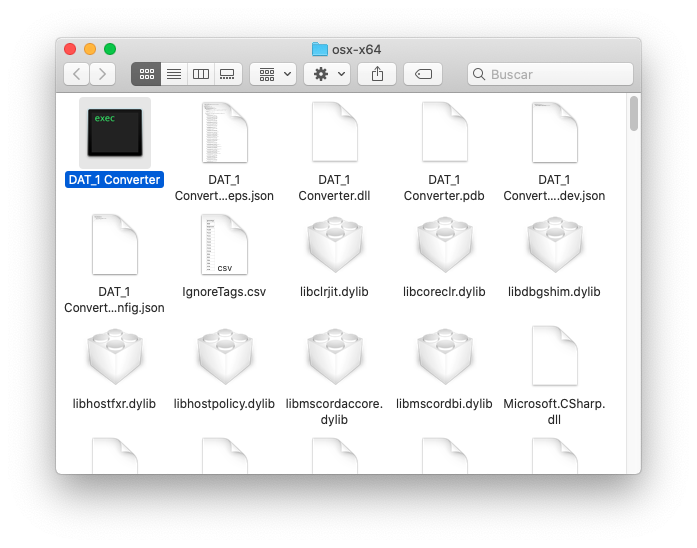 osx-x64
Buscar
exec
DAT_1 Converter
DAT_1
Convert...eps.json
DAT_1
Converter.dll
DAT_1
Converter.pdb
DAT_1
Convert....dev.json
DAT_1
Convert...nfig.json
csv
IgnoreTags.csv
libclrjit.dylib
libcoreclr.dylib
libdbgshim.dylib
libhostfxr.dylib
libhostpolicy.dylib
libmscordaccore.
dylib
libmscordbi.dylib
Microsoft.CSharp.
dll